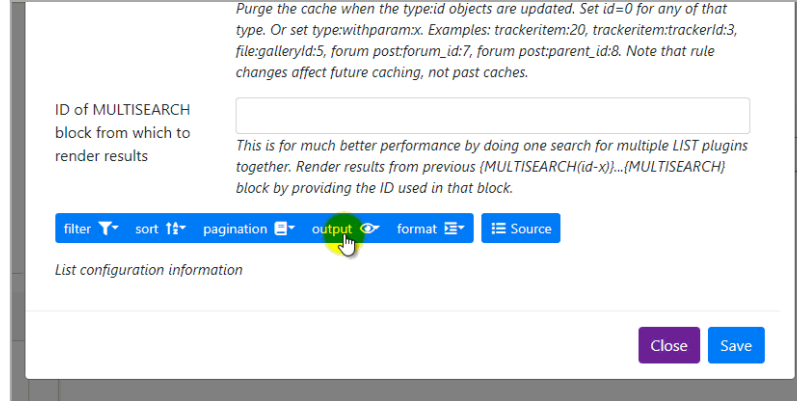 Purge the cache when the type:id objects are updated. Set id=0 for any of that
type. Or set type:withparam:x. Examples: trackeritem:20, trackeritem:trackerId:3,
file:galleryId:5, forum post:forum_id:7, forum post:parent_id:8. Note that rule
changes affect future caching, not past caches.
ID of MULTISEARCH
block from which to
render results
This is for much better performance by doing one search for multiple LIST plugins
together. Render results from previous {MULTISEARCH(id-x)}...{MULTISEARCH}
block by providing the ID used in that block.
filter sort pagination output format Source
List configuration information
Close Save